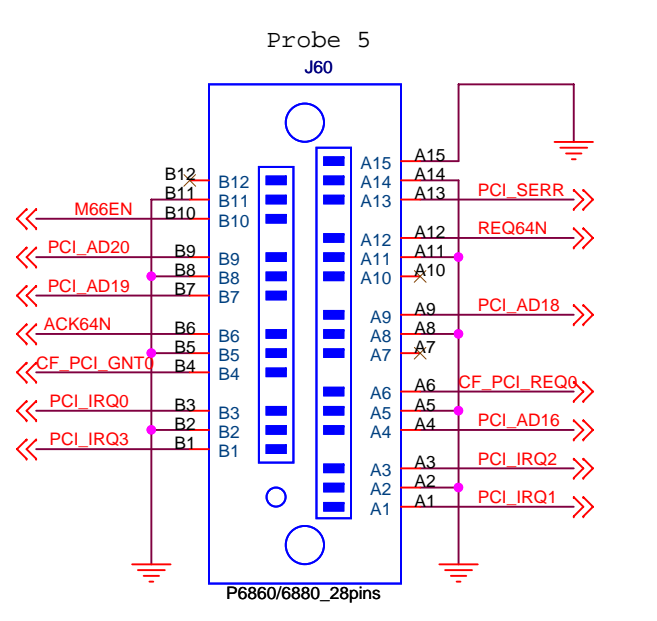 Probe 5
J60
A15 A15
B12 B12 A14 A14
B11 B11 A13 A13 PCI_SERR
M66EN B10 B10
A12 A12 REQ64N
PCI_AD20 B9 B9 A11 A11
B8 B8 A10 A10
PCI_AD19 B7 B7
A9 A9 PCI_AD18
ACK64N B6 B6 A8 A8
B5 B5 A7 A7
CF_PCI_GNT0 B4 B4
A6 A6 CF_PCI_REQ0
PCI_IRQ0 B3 B3 A5 A5
B2 B2 A4 A4 PCI_AD16
PCI_IRQ3 B1 B1
A3 A3 PCI_IRQ2
A2 A2
A1 A1 PCI_IRQ1
P6860/6880_28pins